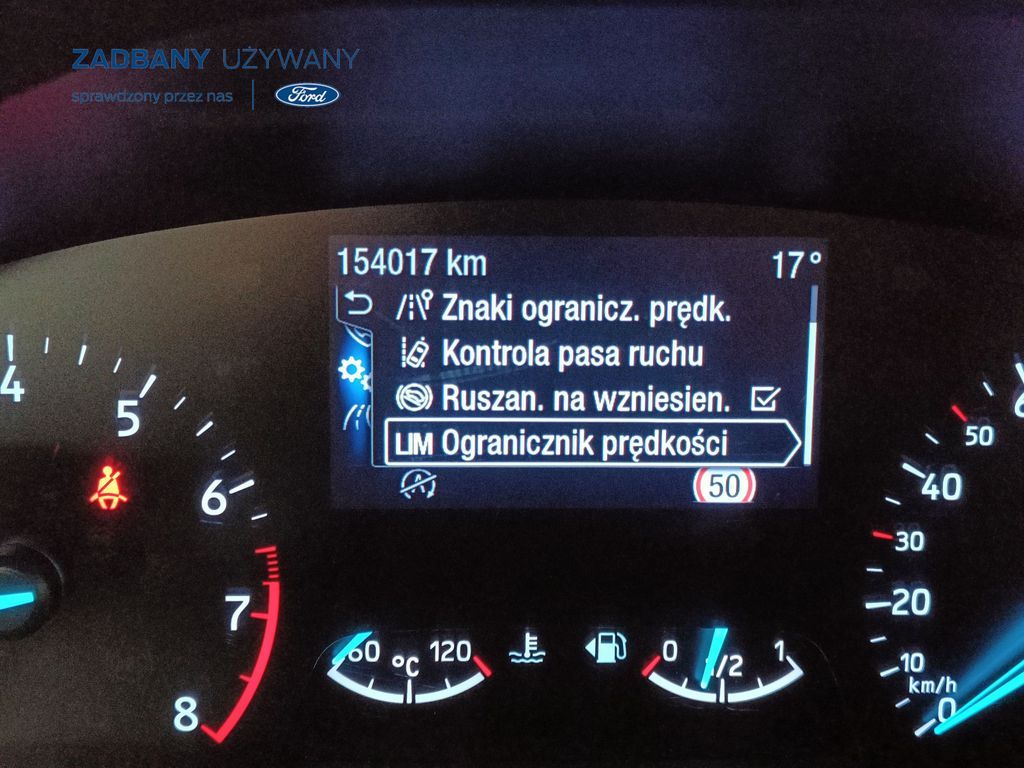 ZADBANY UŻYWANY
sprawdzony przez nas
Ford
154017 km 17°
Znaki ogranicz. prędk.
Kontrola pasa ruchu
Ruszan. na wzniesien.
LIM Ogranicznik prędkości
A 50
4
5
6
7
8
60 °C 120
0 1/2 1
50
40
30
20
10
km/h
0